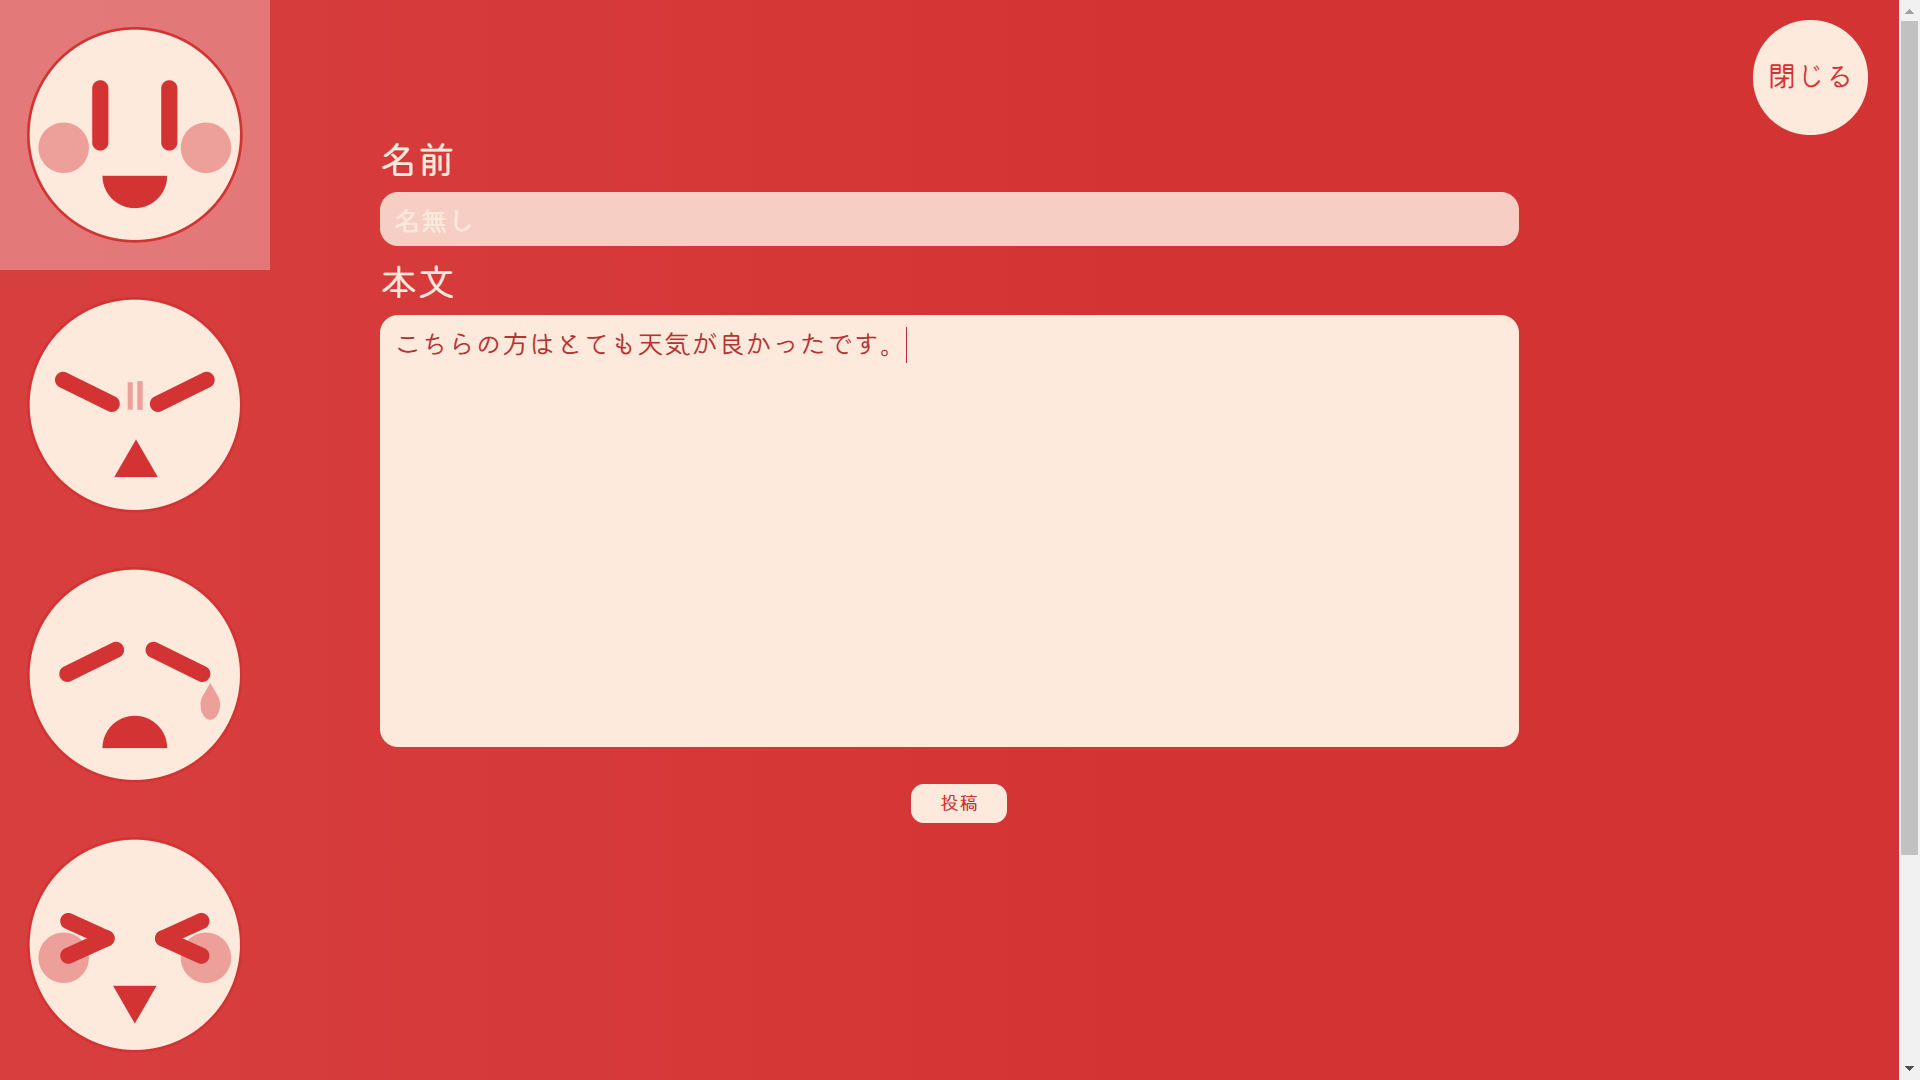 閉じる
名前
名無し
本文
こちらの方はとても天気が良かったです。
投稿